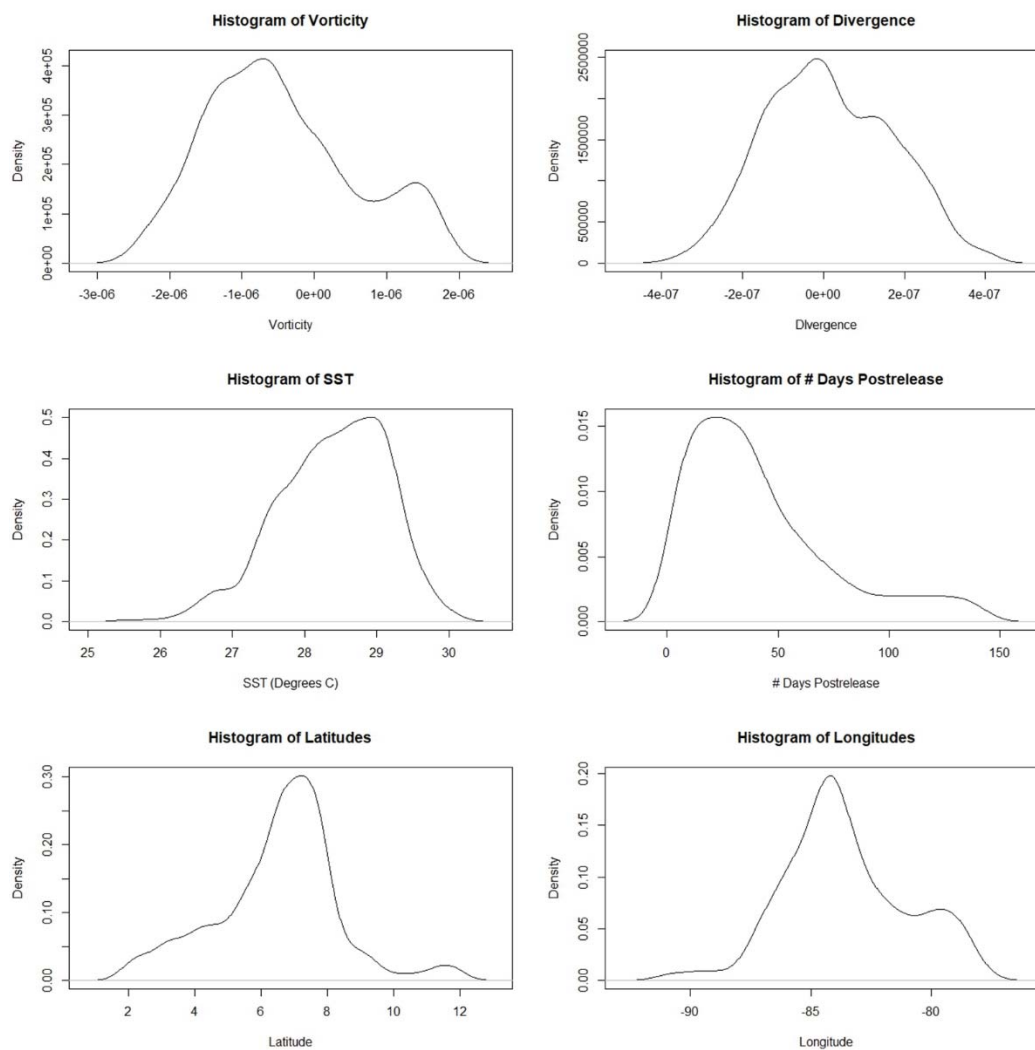 Histogram of Vorticity
Density
0e+00
1e+05
2e+05
3e+05
4e+05
-3e-06 -2e-06 -1e-06 0e+00 1e-06 2e-06
Vorticity
Histogram of Divergence
Density
0
500000
1500000
2500000
-4e-07 -2e-07 0e+00 2e-07 4e-07
DIvergence
Histogram of SST
Density
0.0
0.1
0.2
0.3
0.4
0.5
25 26 27 28 29 30
SST (Degrees C)
Histogram of # Days Postrelease
Density
0.000
0.005
0.010
0.015
0 50 100 150
# Days Postrelease
Histogram of Latitudes
Density
0.00
0.10
0.20
0.30
2 4 6 8 10 12
Latitude
Histogram of Longitudes
Density
0.00
0.05
0.10
0.15
0.20
-90 -85 -80
Longitude